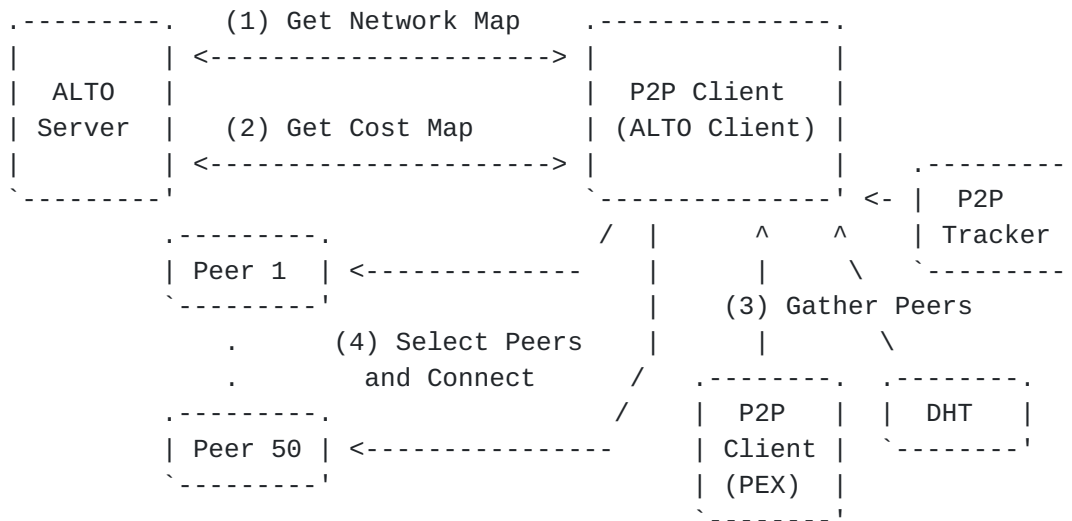 (1) Get Network Map
ALTO P2P Client
Server (2) Get Cost Map (ALTO Client)
P2P
Tracker
Peer 1
(3) Gather Peers
. (4) Select Peers
. and Connect
P2P DHT
Peer 50 Client
(PEX)